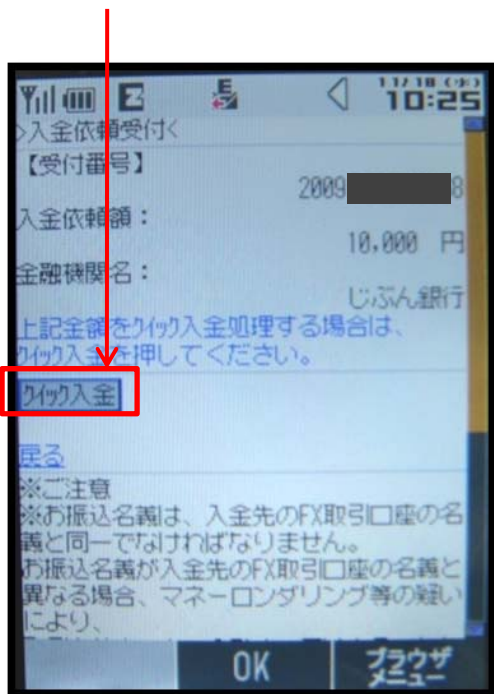 11/18 (水)
10:25
>入金依頼受付<
【受付番号】
2009 8
入金依頼額：
10,000 円
金融機関名：
じぶん銀行
上記金額をｸｲｯｸ入金処理する場合は、
ｸｲｯｸ入金を押してください。
ｸｲｯｸ入金
戻る
※ご注意
※お振込名義は、入金先のFX取引口座の名
義と同一でなければなりません。
お振込名義が入金先のFX取引口座の名義と
異なる場合、マネーロンダリング等の疑い
により、
OK
ブラウザ
メニュー